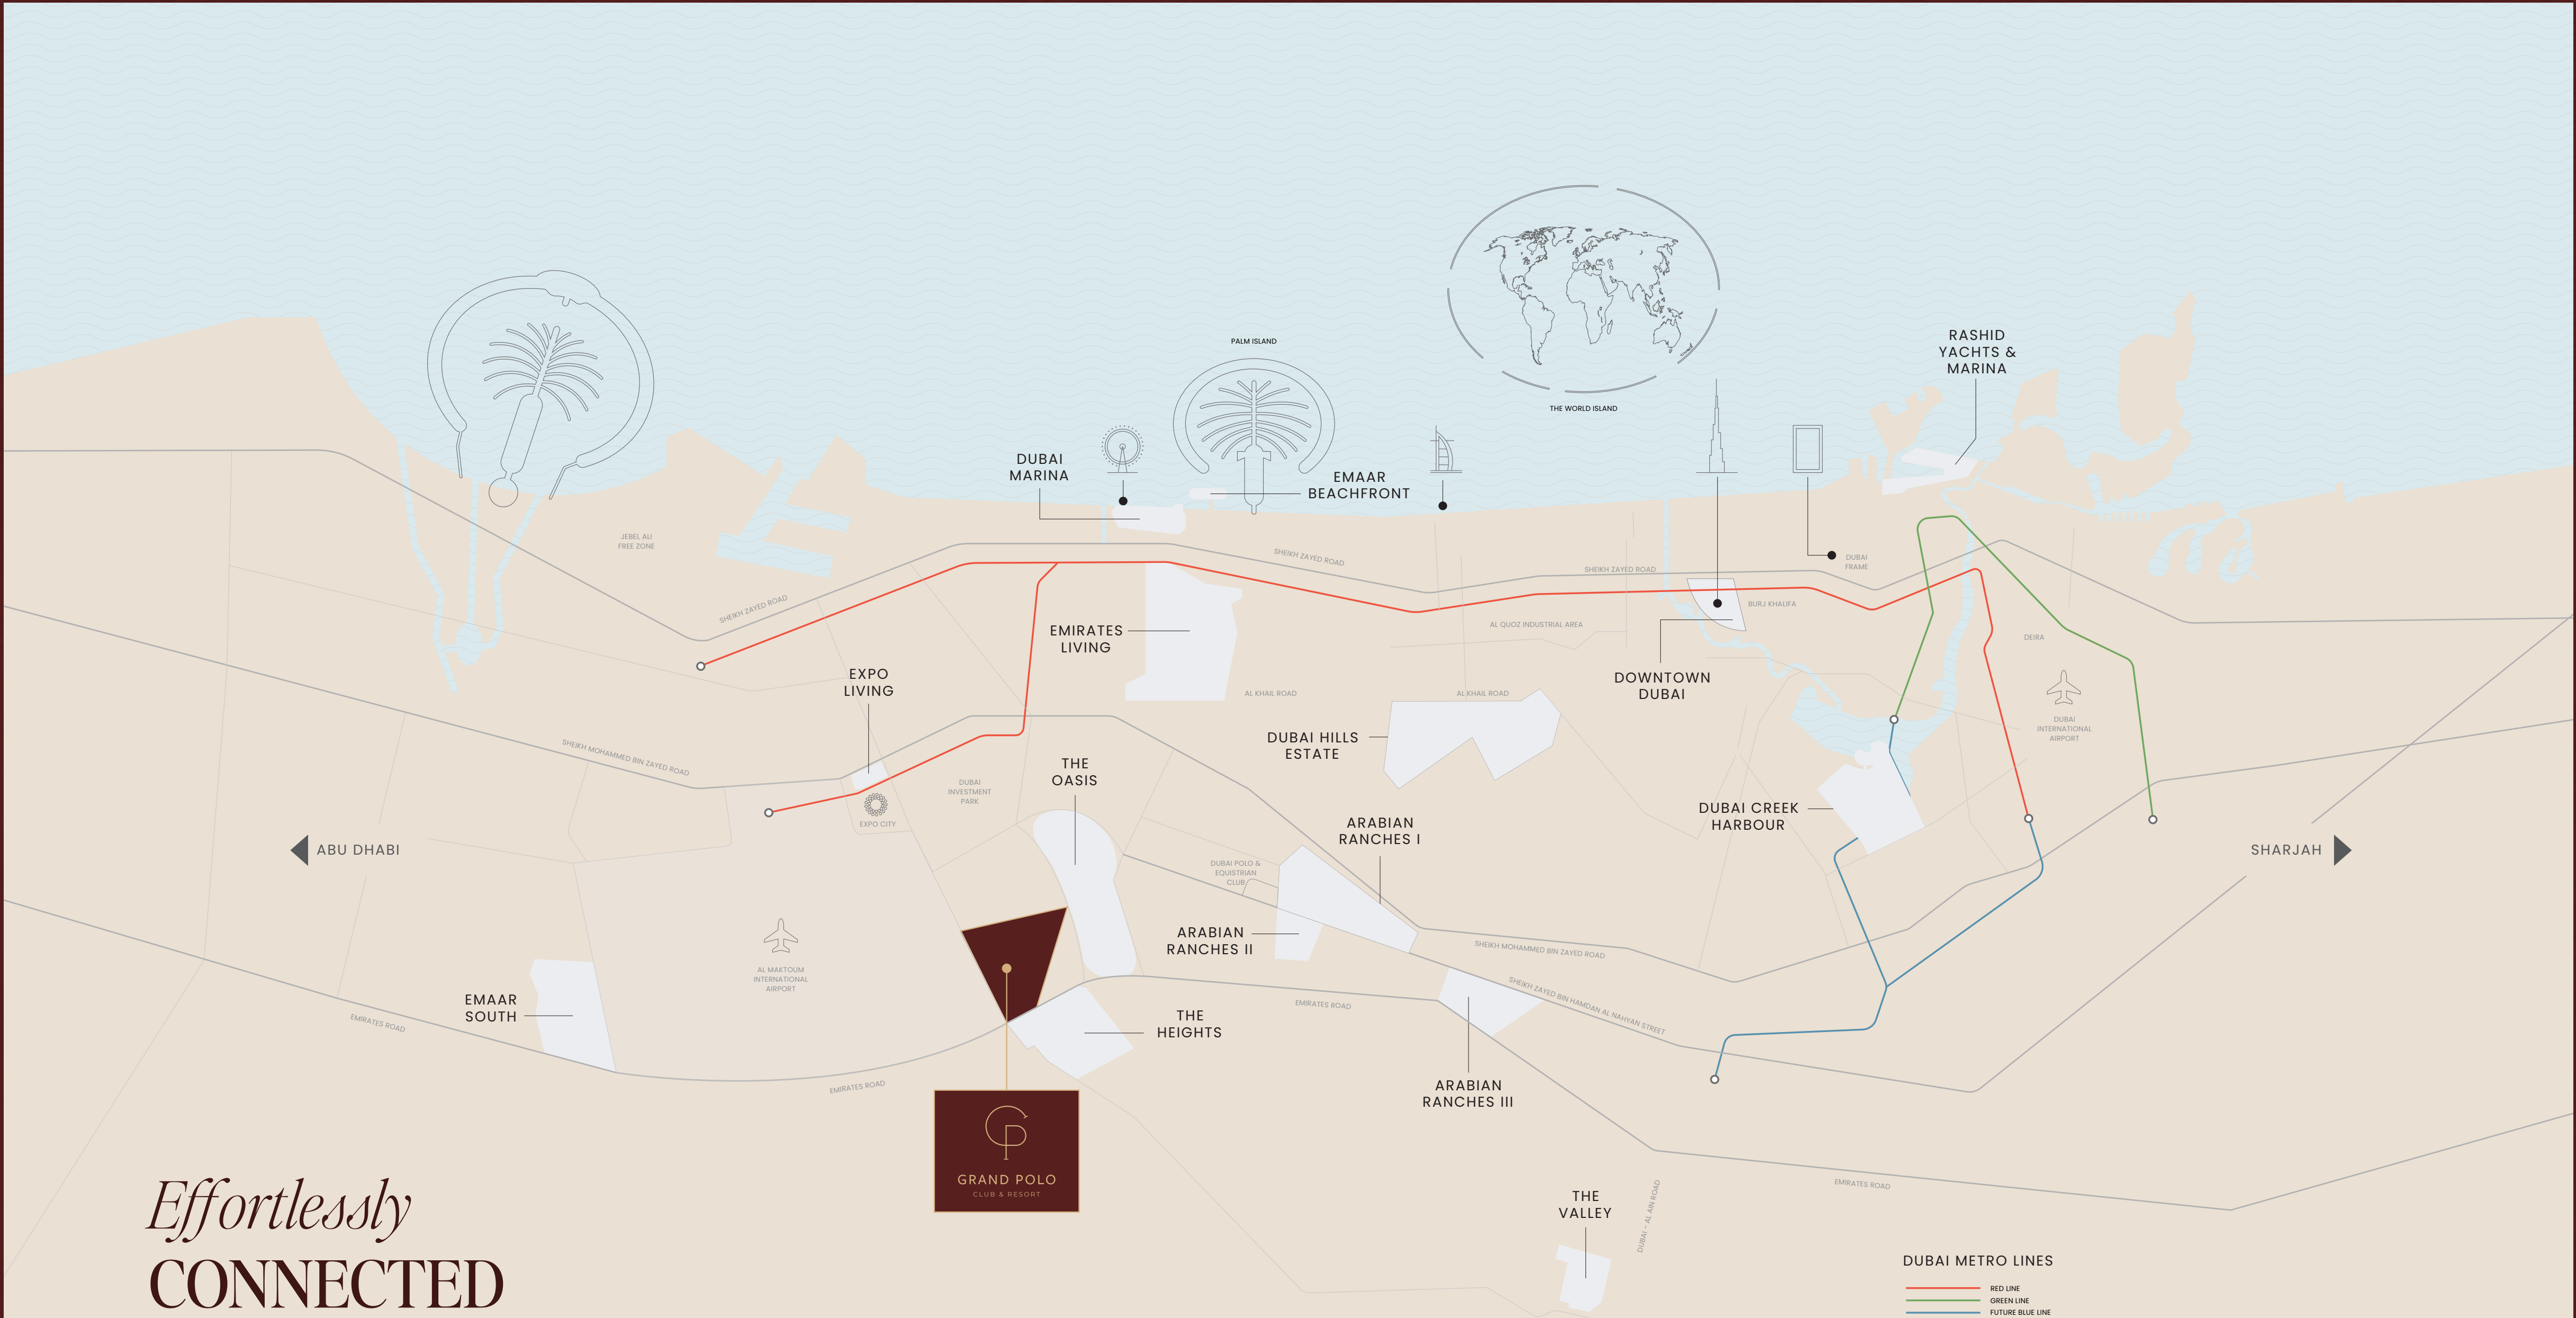 PALM ISLAND
THE WORLD ISLAND
RASHID
YACHTS &
MARINA
DUBAI
MARINA
EMAAR
BEACHFRONT
JEBEL ALI
FREE ZONE
SHEIKH ZAYED ROAD
SHEIKH ZAYED ROAD
SHEIKH ZAYED ROAD
DUBAI
FRAME
BURJ KHALIFA
AL QUOZ INDUSTRIAL AREA
DEIRA
EMIRATES
LIVING
EXPO
LIVING
AL KHAIL ROAD
AL KHAIL ROAD
DOWNTOWN
DUBAI
DUBAI
INTERNATIONAL
AIRPORT
SHEIKH MOHAMMED BIN ZAYED ROAD
DUBAI HILLS
ESTATE
THE
OASIS
DUBAI
INVESTMENT
PARK
EXPO CITY
DUBAI CREEK
HARBOUR
ARABIAN
RANCHES I
ABU DHABI
SHARJAH
DUBAI POLO &
EQUESTRIAN
CLUB
ARABIAN
RANCHES II
SHEIKH MOHAMMED BIN ZAYED ROAD
AL MAKTOUM
INTERNATIONAL
AIRPORT
EMAAR
SOUTH
EMIRATES ROAD
EMIRATES ROAD
SHEIKH ZAYED BIN HAMDAN AL NAHYAN STREET
THE
HEIGHTS
EMIRATES ROAD
ARABIAN
RANCHES III
GRAND POLO
CLUB & RESORT
EMIRATES ROAD
THE
VALLEY
DUBAI - AL AIN ROAD
Effortlessly
CONNECTED
DUBAI METRO LINES
RED LINE
GREEN LINE
FUTURE BLUE LINE